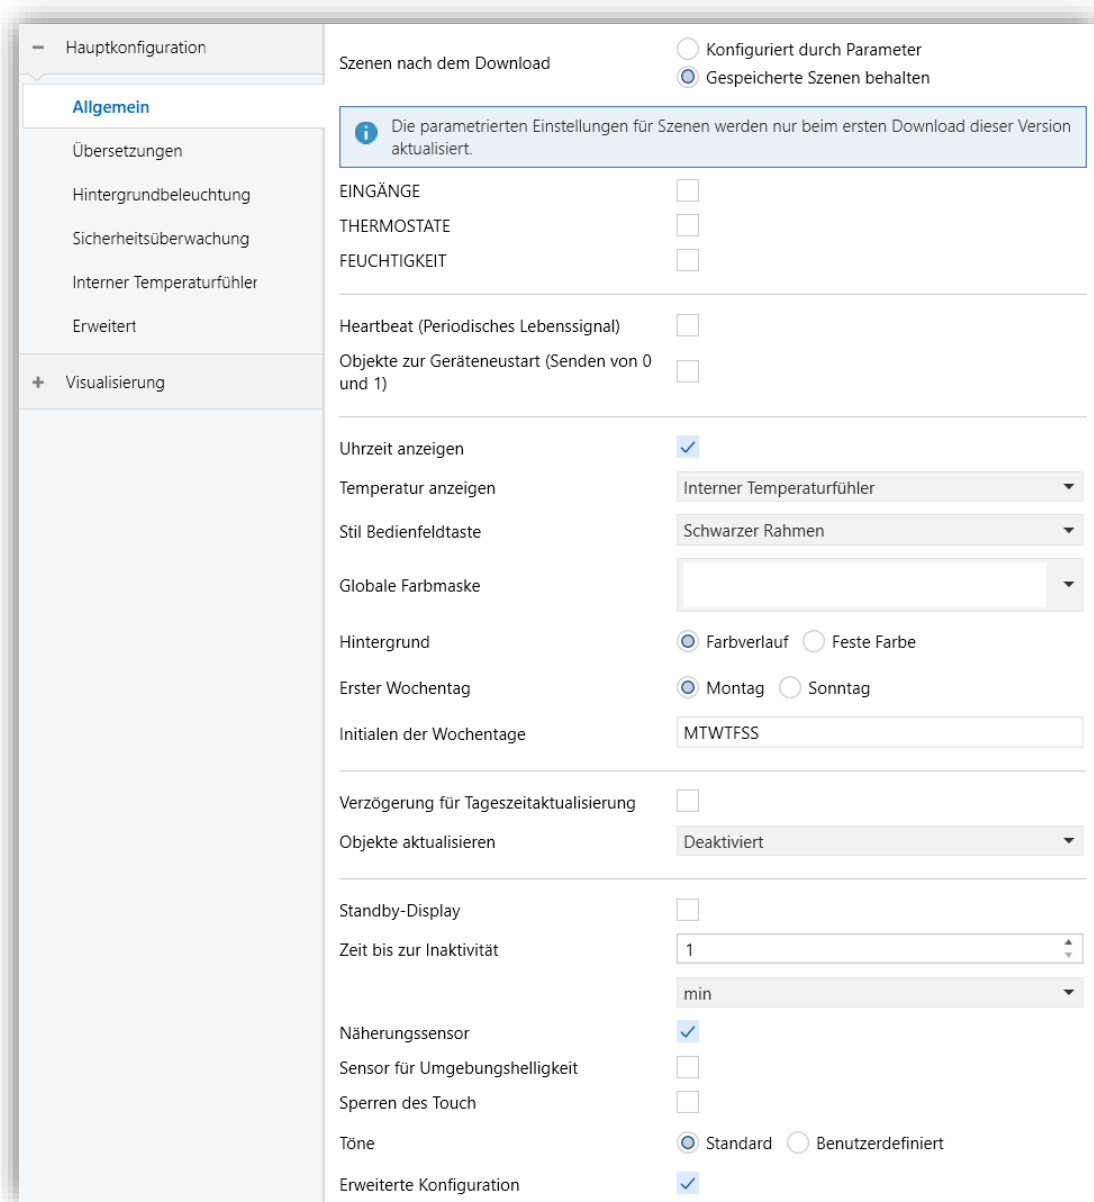 Hauptkonfiguration
Allgemein
Übersetzungen
Hintergrundbeleuchtung
Sicherheitsüberwachung
Interner Temperaturfühler
Erweitert
Visualisierung
Szenen nach dem Download
Konfiguriert durch Parameter
Gespeicherte Szenen behalten
Die parametrierten Einstellungen für Szenen werden nur beim ersten Download dieser Version
aktualisiert.
EINGÄNGE
THERMOSTATE
FEUCHTIGKEIT
Heartbeat (Periodisches Lebenssignal)
Objekte zur Geräteneustart (Senden von 0
und 1)
Uhrzeit anzeigen
Temperatur anzeigen Interner Temperaturfühler
Stil Bedienfeldtaste Schwarzer Rahmen
Globale Farbmaske
Hintergrund Farbverlauf Feste Farbe
Erster Wochentag Montag Sonntag
Initialen der Wochentage MTWTFSS
Verzögerung für Tageszeitaktualisierung
Objekte aktualisieren Deaktiviert
Standby-Display
Zeit bis zur Inaktivität 1
min
Näherungssensor
Sensor für Umgebungshelligkeit
Sperren des Touch
Töne Standard Benutzerdefiniert
Erweiterte Konfiguration